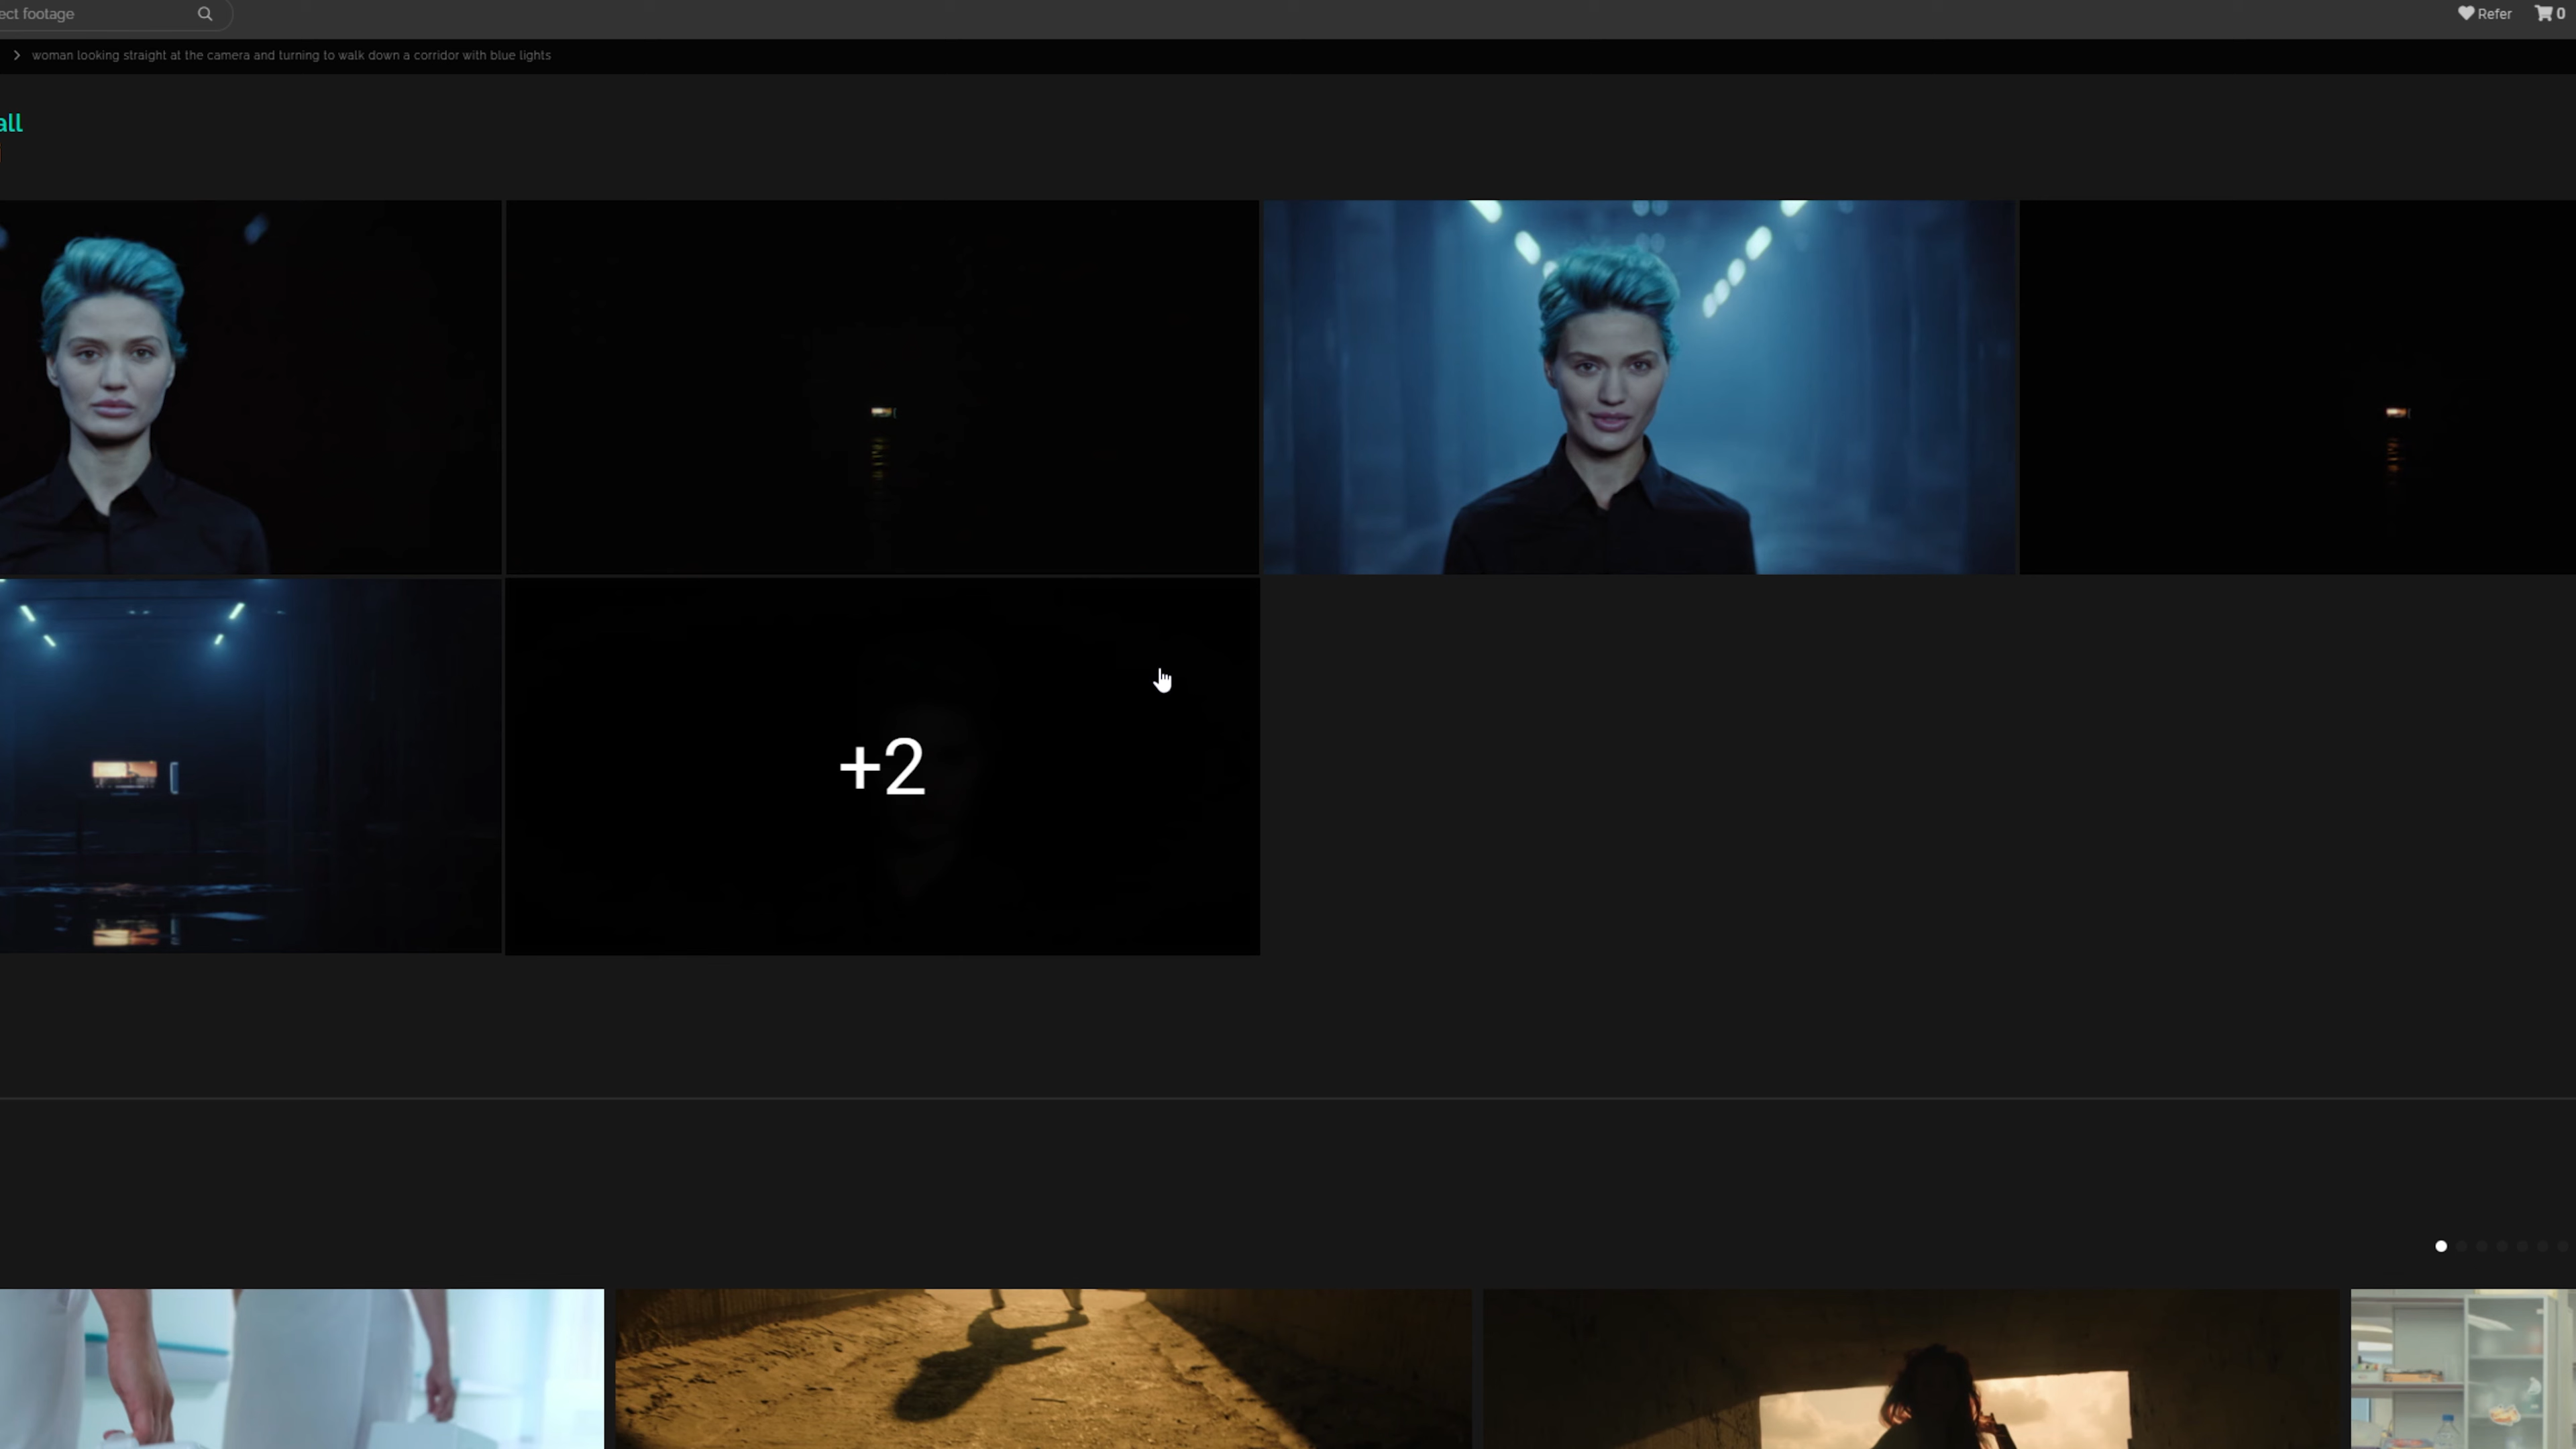 ect footage
Refer
0
woman looking straight at the camera and turning to walk down a corridor with blue lights
all
+2